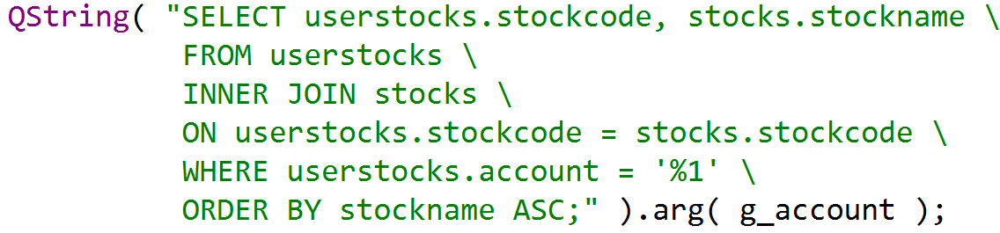 QString( "SELECT userstocks.stockcode, stocks.stockname \
FROM userstocks \
INNER JOIN stocks \
ON userstocks.stockcode = stocks.stockcode \
WHERE userstocks.account = '%1' \
ORDER BY stockname ASC;" ).arg( g_account );